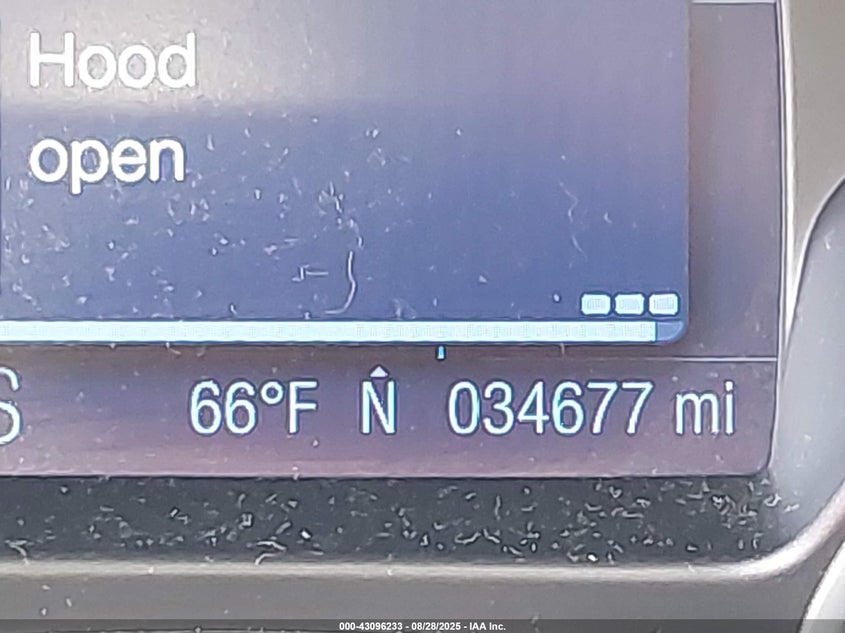 Hood
open
S 66°F N 034677 mi
000-43096233 - 08/28/2025 - IAA Inc.